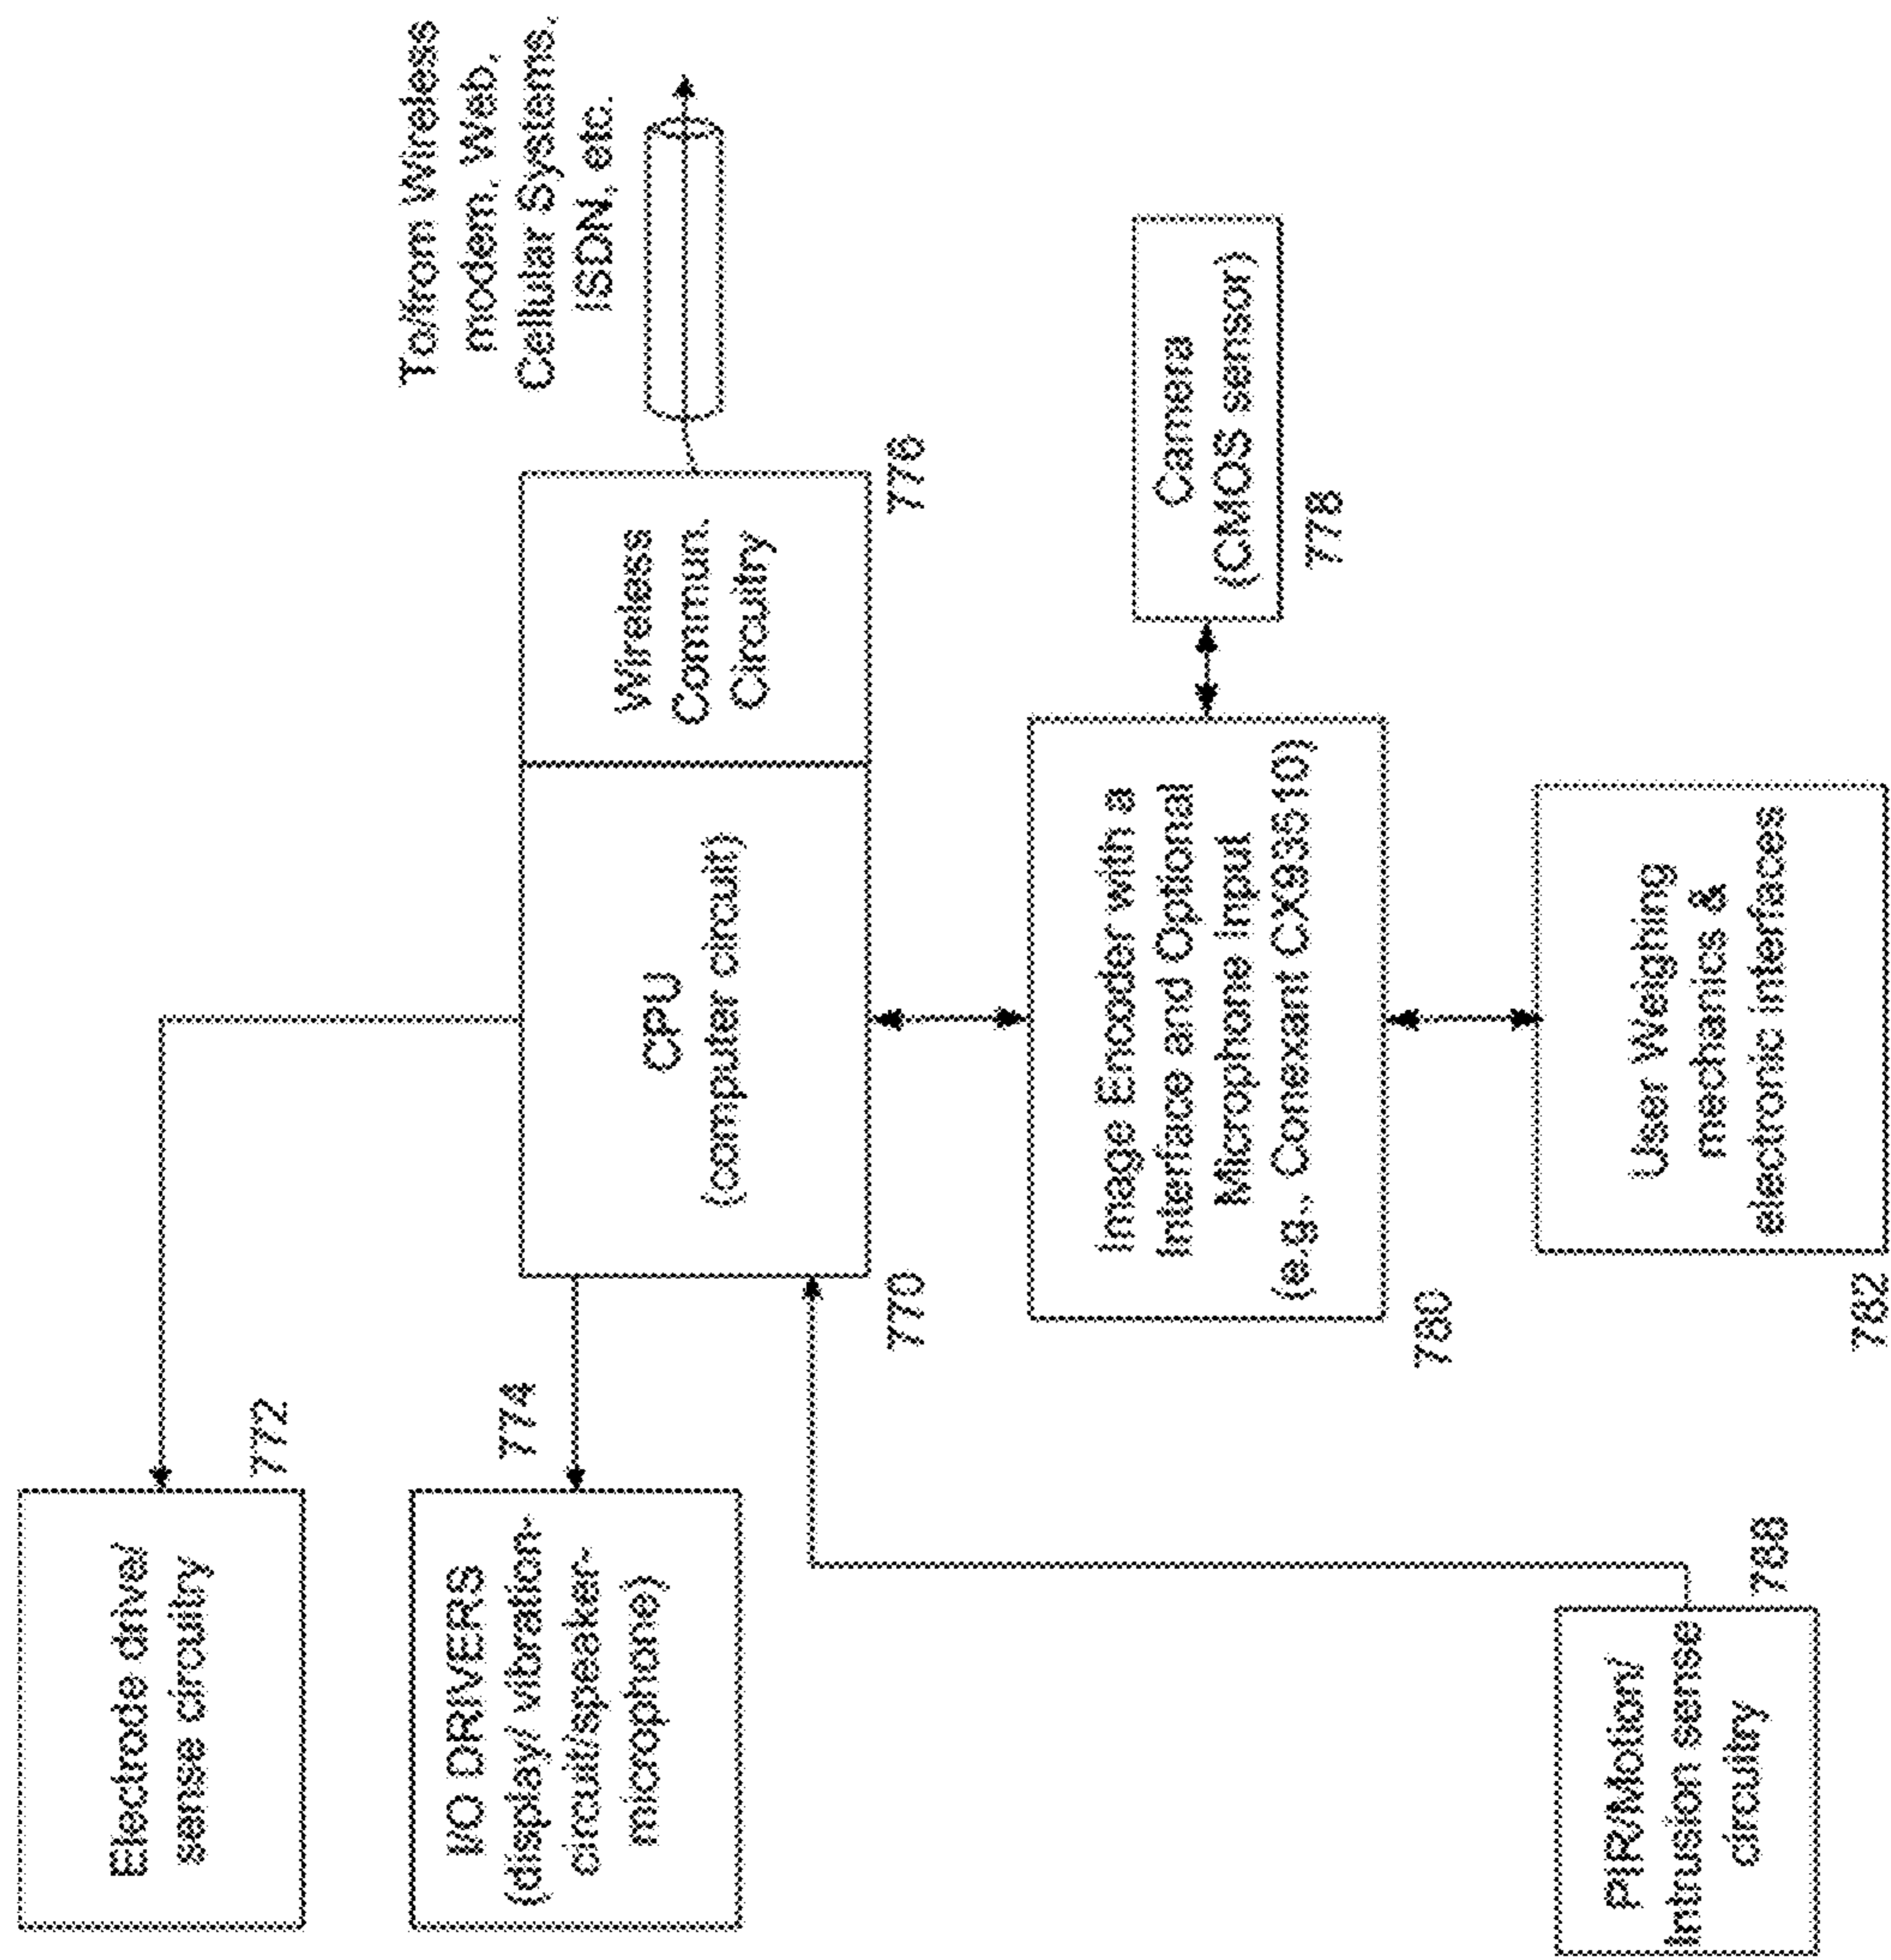 Electrode drive/
sense circuitry
772
I/O DRIVERS
(display/ vibration-
circuit/speaker-
microphone)
774
To/from Wireless
modem, Web,
Cellular Systems,
ISDN, etc.
CPU
(computer circuit)
770
Wireless
Commun.
Circuitry
776
Image Encoder with a
Interface and Optional
Microphone Input
(e.g., Conexant CX93510)
780
Camera
(CMOS sensor)
778
PIR/Motion/
Intrusion sense
circuitry
788
User Weighing
mechanics &
electronic interfaces
782